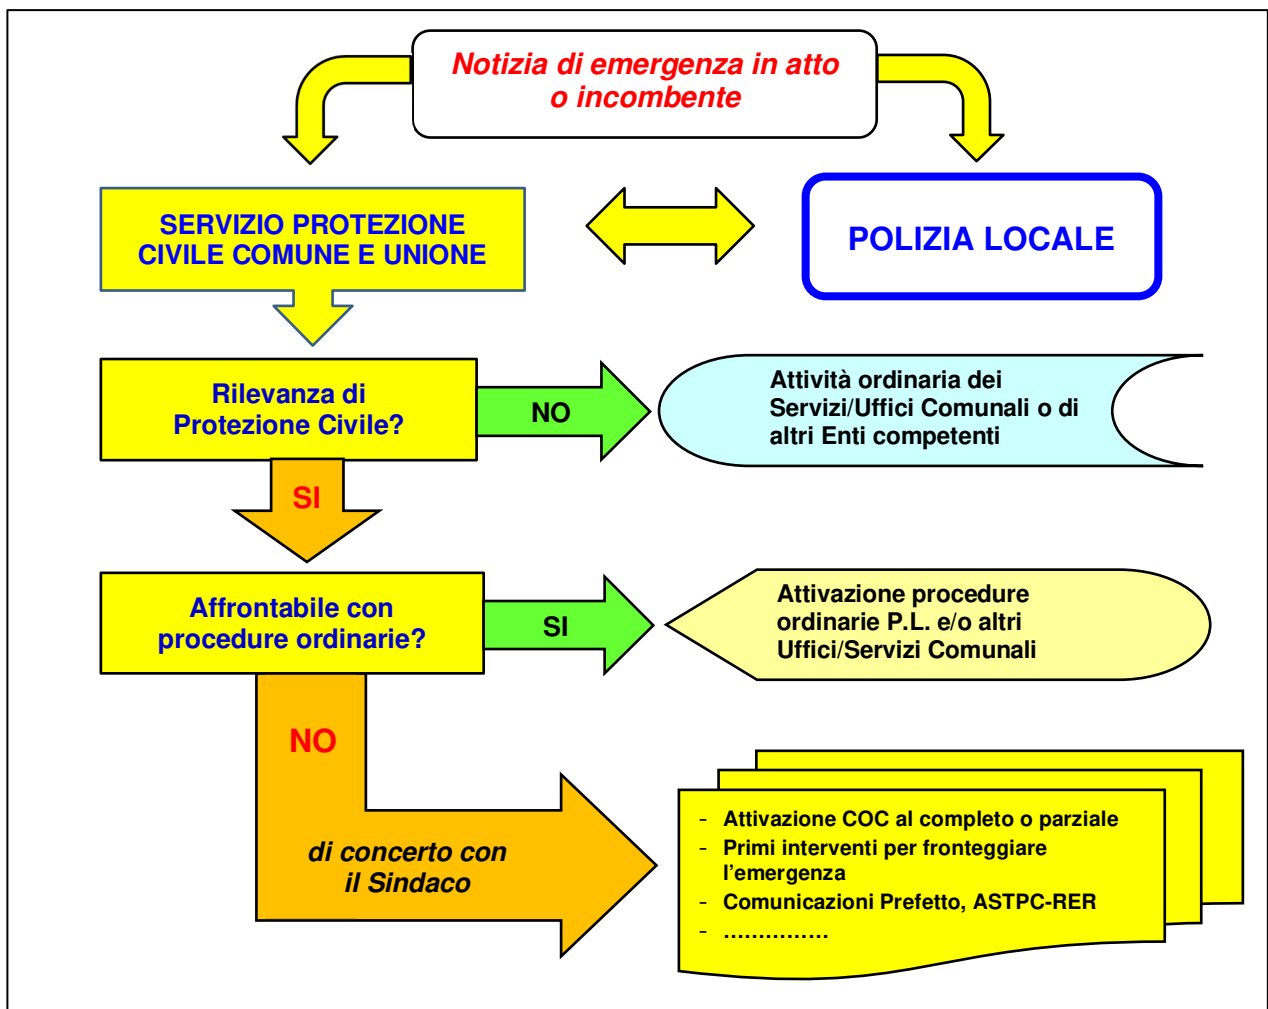 Notizia di emergenza in atto
o incombente
SERVIZIO PROTEZIONE
CIVILE COMUNE E UNIONE
POLIZIA LOCALE
Rilevanza di
Protezione Civile?
NO
Attività ordinaria dei
Servizi/Uffici Comunali o di
altri Enti competenti
SI
Affrontabile con
procedure ordinarie?
SI
Attivazione procedure
ordinarie P.L. e/o altri
Uffici/Servizi Comunali
NO
di concerto con
il Sindaco
- Attivazione COC al completo o parziale
- Primi interventi per fronteggiare
l'emergenza
- Comunicazioni Prefetto, ASTPC-RER
- ……………